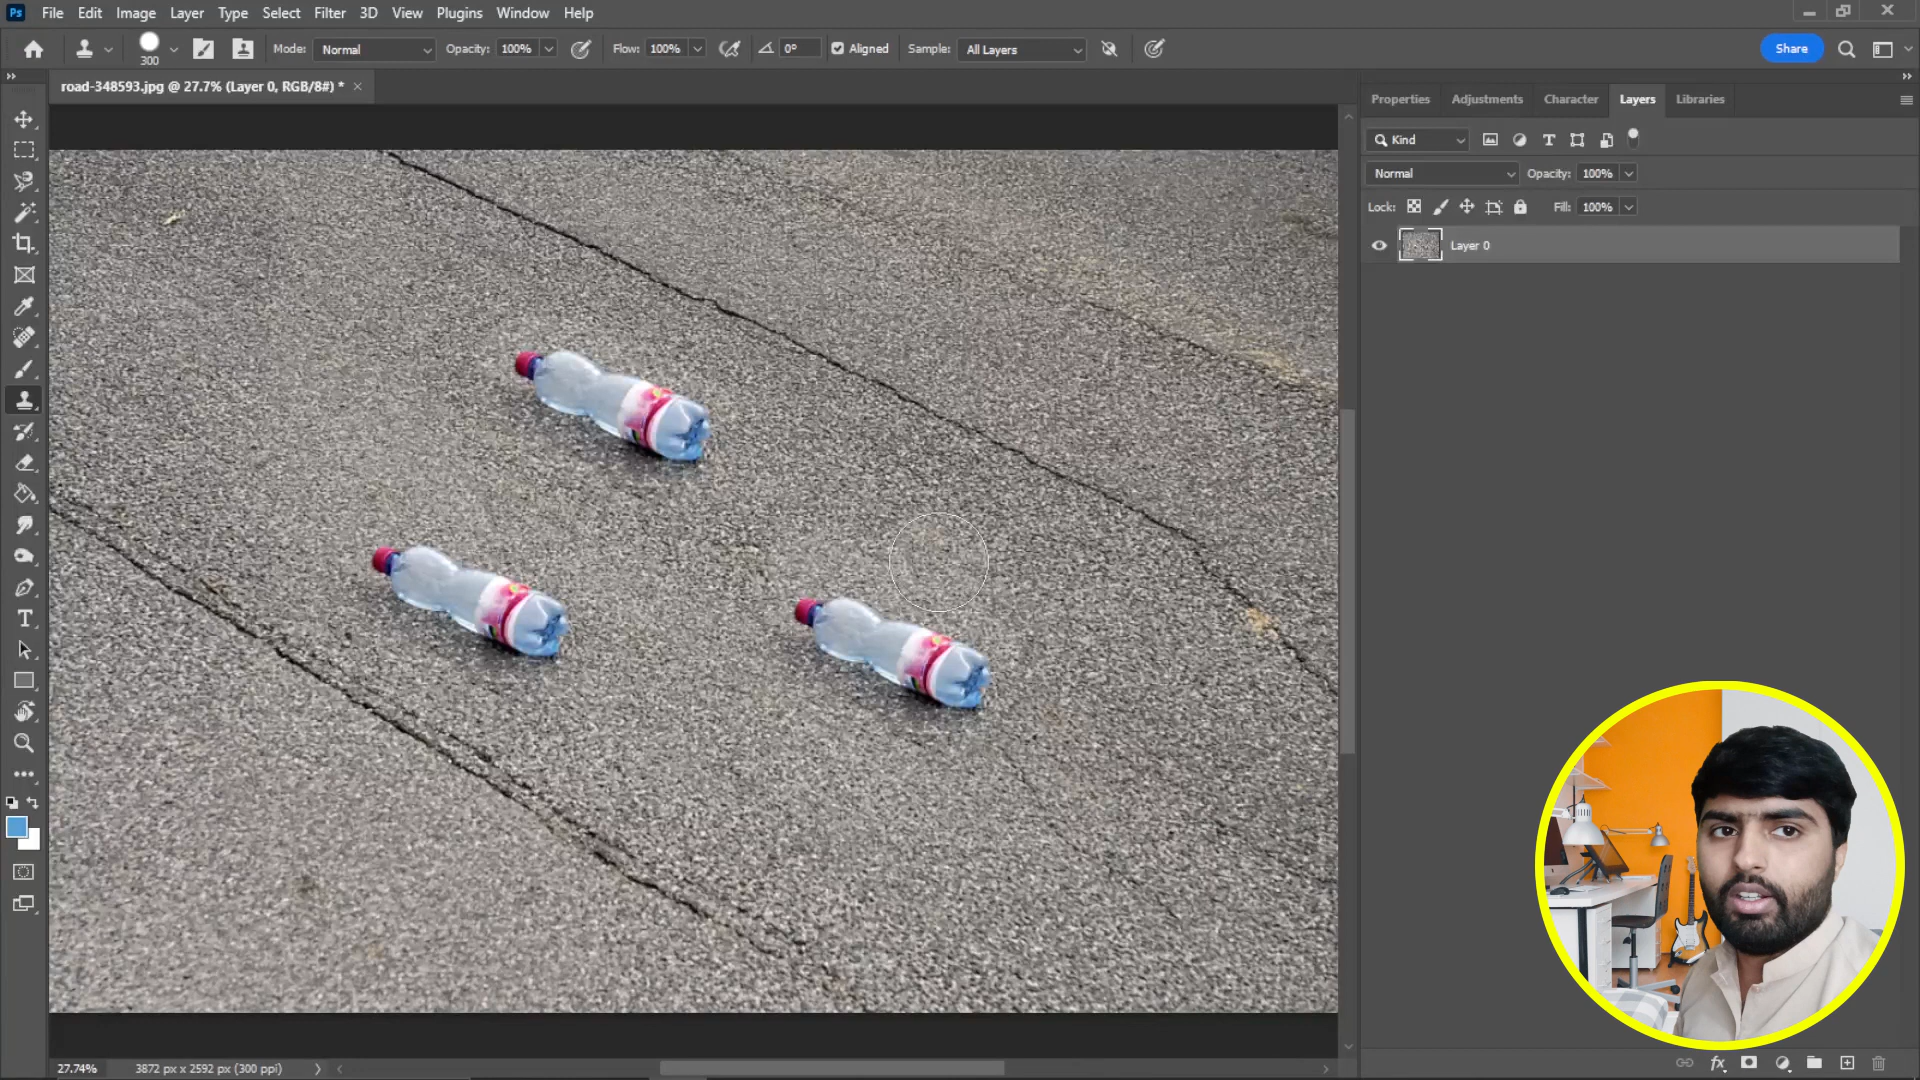 Ps File Edit Image Layer Type Select Filter 3D View Plugins Window Help
300 Mode: Normal Opacity: 100% Flow: 100% 0° Aligned Sample: All Layers Share
road-348593.jpg @ 27.7% (Layer 0, RGB/8#) * ×
Properties Adjustments Character Layers Libraries
Kind
Normal Opacity: 100%
Lock: Fill: 100%
Layer 0
27.74% 3872 px x 2592 px (300 ppi)